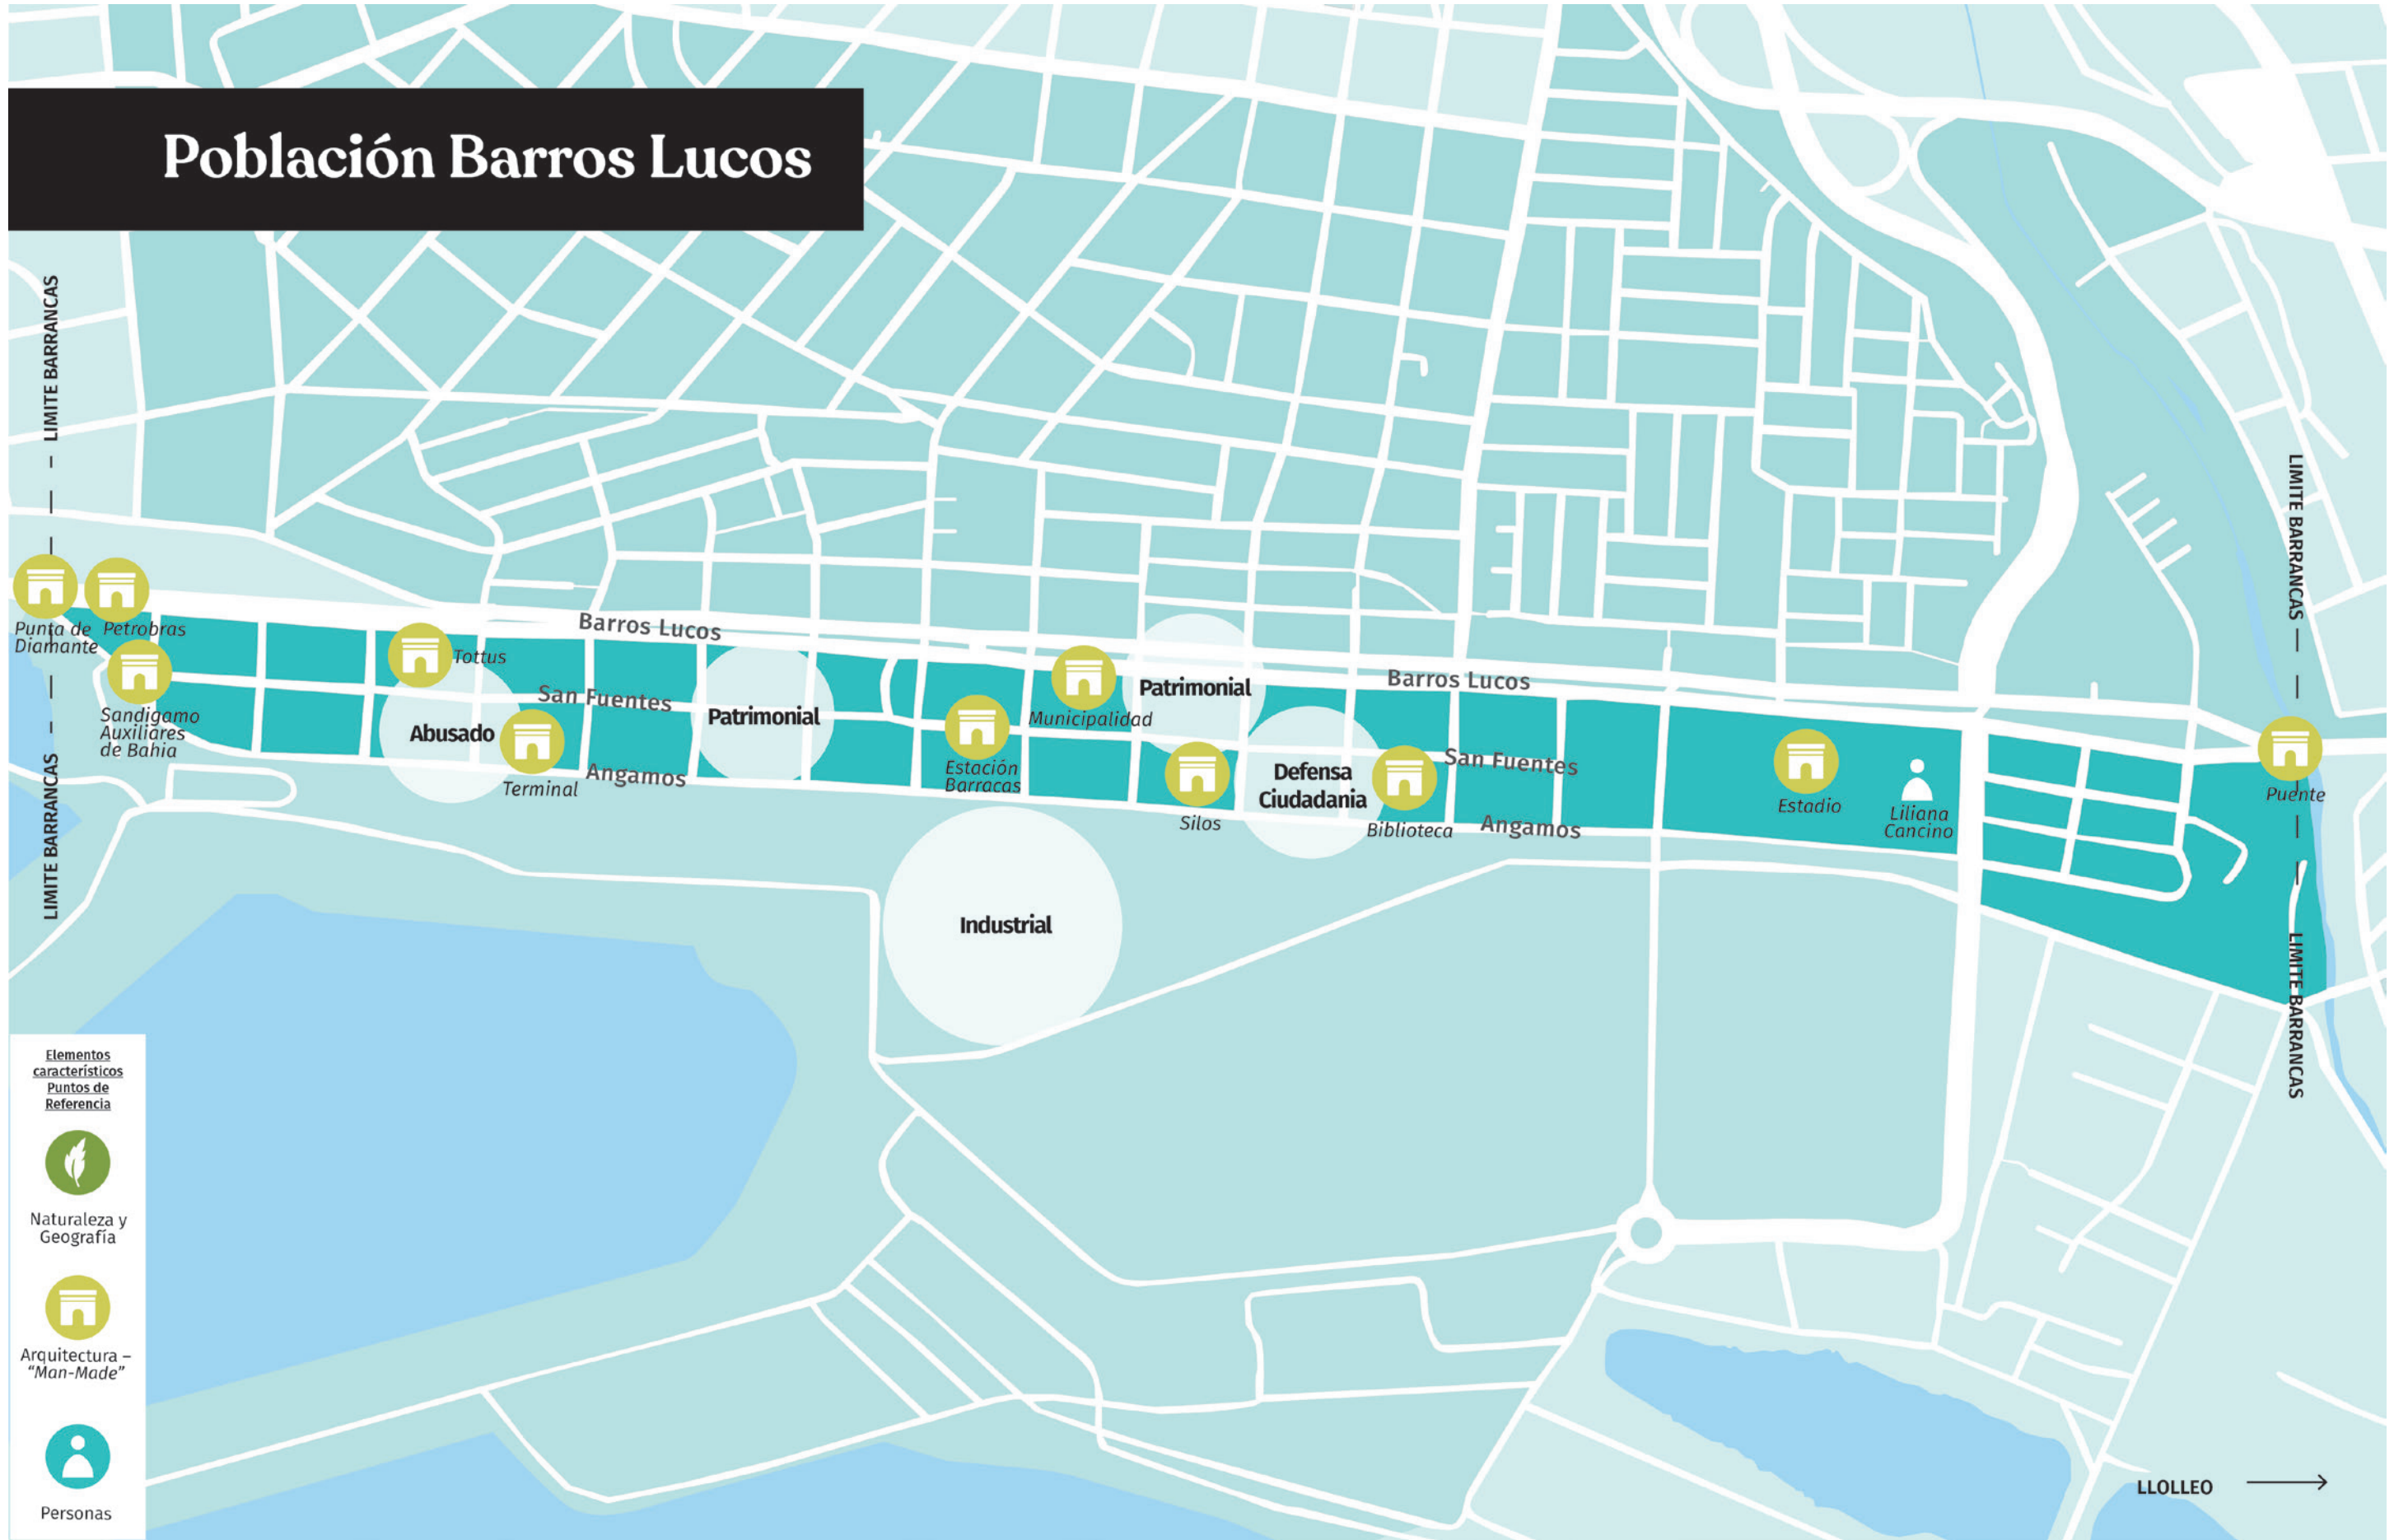 Población Barros Lucos
LIMITE BARRANCAS
LIMITE BARRANCAS
Punta de
Diamante
Petrobras
Barros Lucos
Tottus
San Fuentes
Sandigamo
Auxiliares
de Bahia
Abusado
Patrimonial
Terminal
Angamos
LIMITE BARRANCAS
Patrimonial
Barros Lucos
Municipalidad
Estación
Barracas
Silos
Defensa
Ciudadania
San Fuentes
Biblioteca
Angamos
Estadio
Liliana
Cancino
Puente
Industrial
LIMITE BARRANCAS
Elementos
característicos
Puntos de
Referencia
Naturaleza y
Geografía
Arquitectura –
“Man-Made”
Personas
LLOLLEO